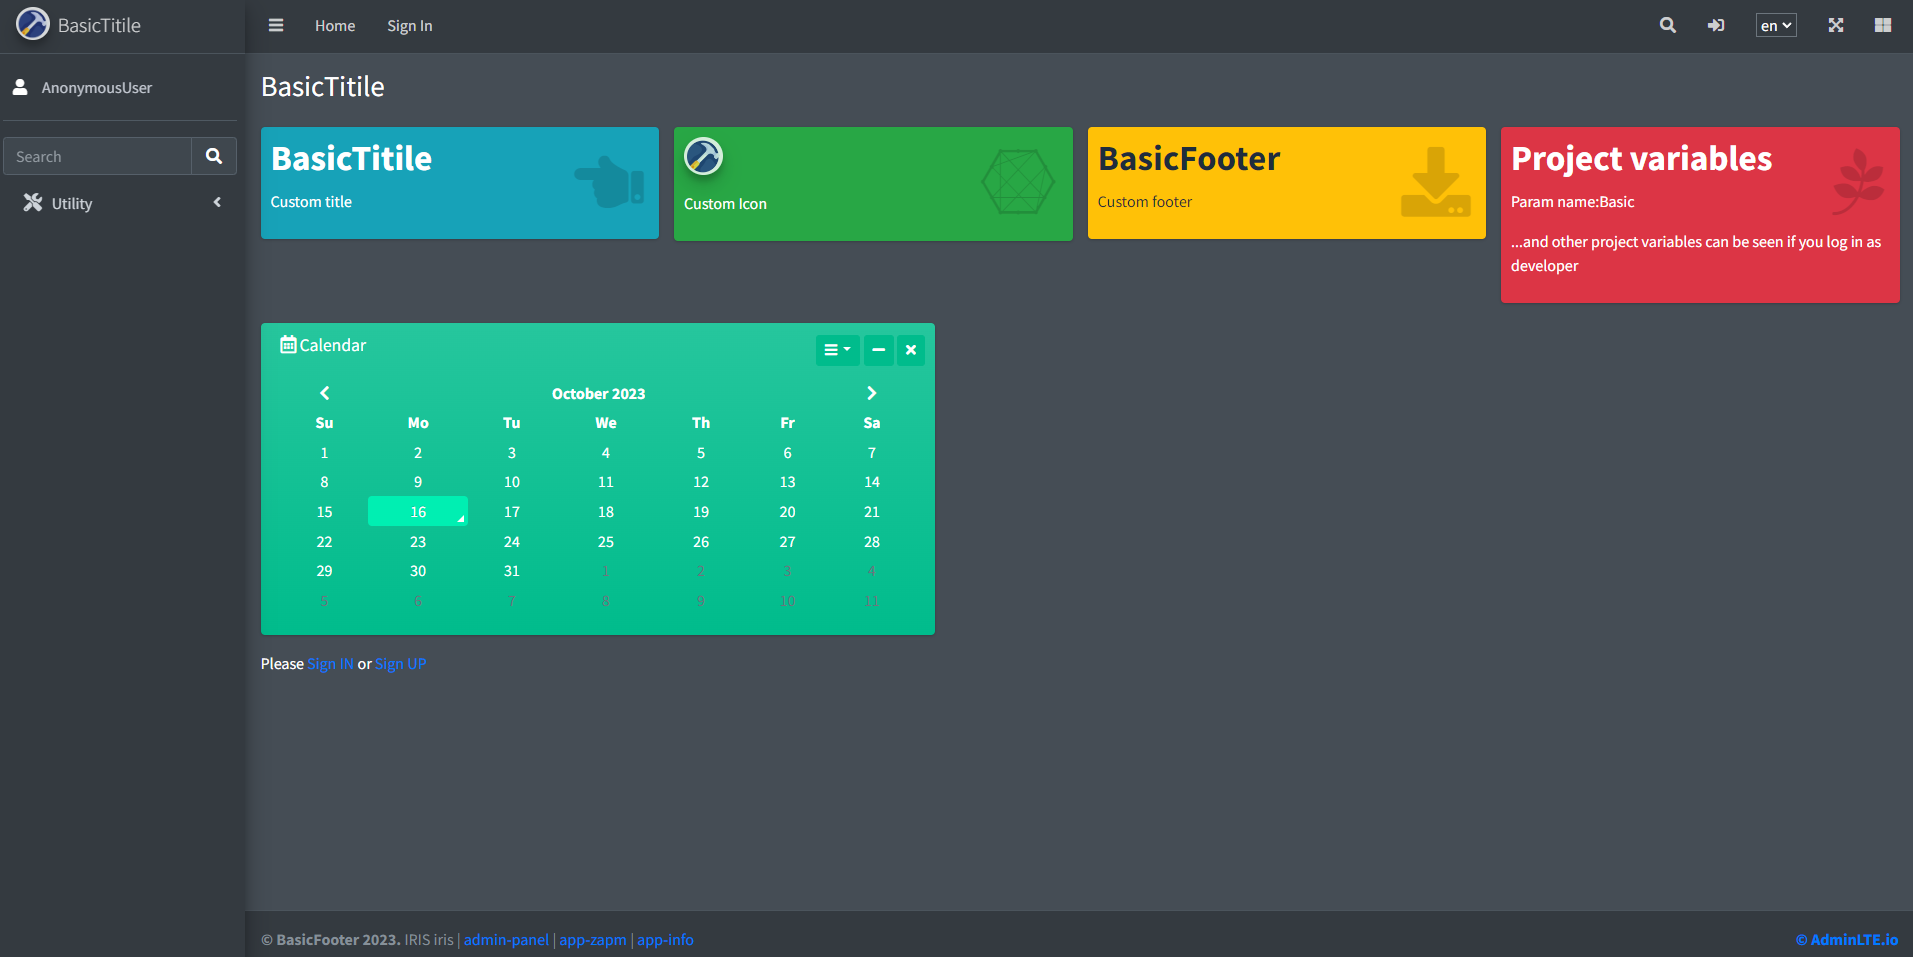 BasicTitile
Home Sign In en
AnonymousUser
Search
Utility
BasicTitile
BasicTitile
Custom title
Custom Icon
BasicFooter
Custom footer
Project variables
Param name:Basic
...and other project variables can be seen if you log in as
developer
Calendar
October 2023
Su Mo Tu We Th Fr Sa
1 2 3 4 5 6 7
8 9 10 11 12 13 14
15 16 17 18 19 20 21
22 23 24 25 26 27 28
29 30 31 1 2 3 4
5 6 7 8 9 10 11
Please Sign IN or Sign UP
© BasicFooter 2023. IRIS iris | admin-panel | app-zapm | app-info
© AdminLTE.io